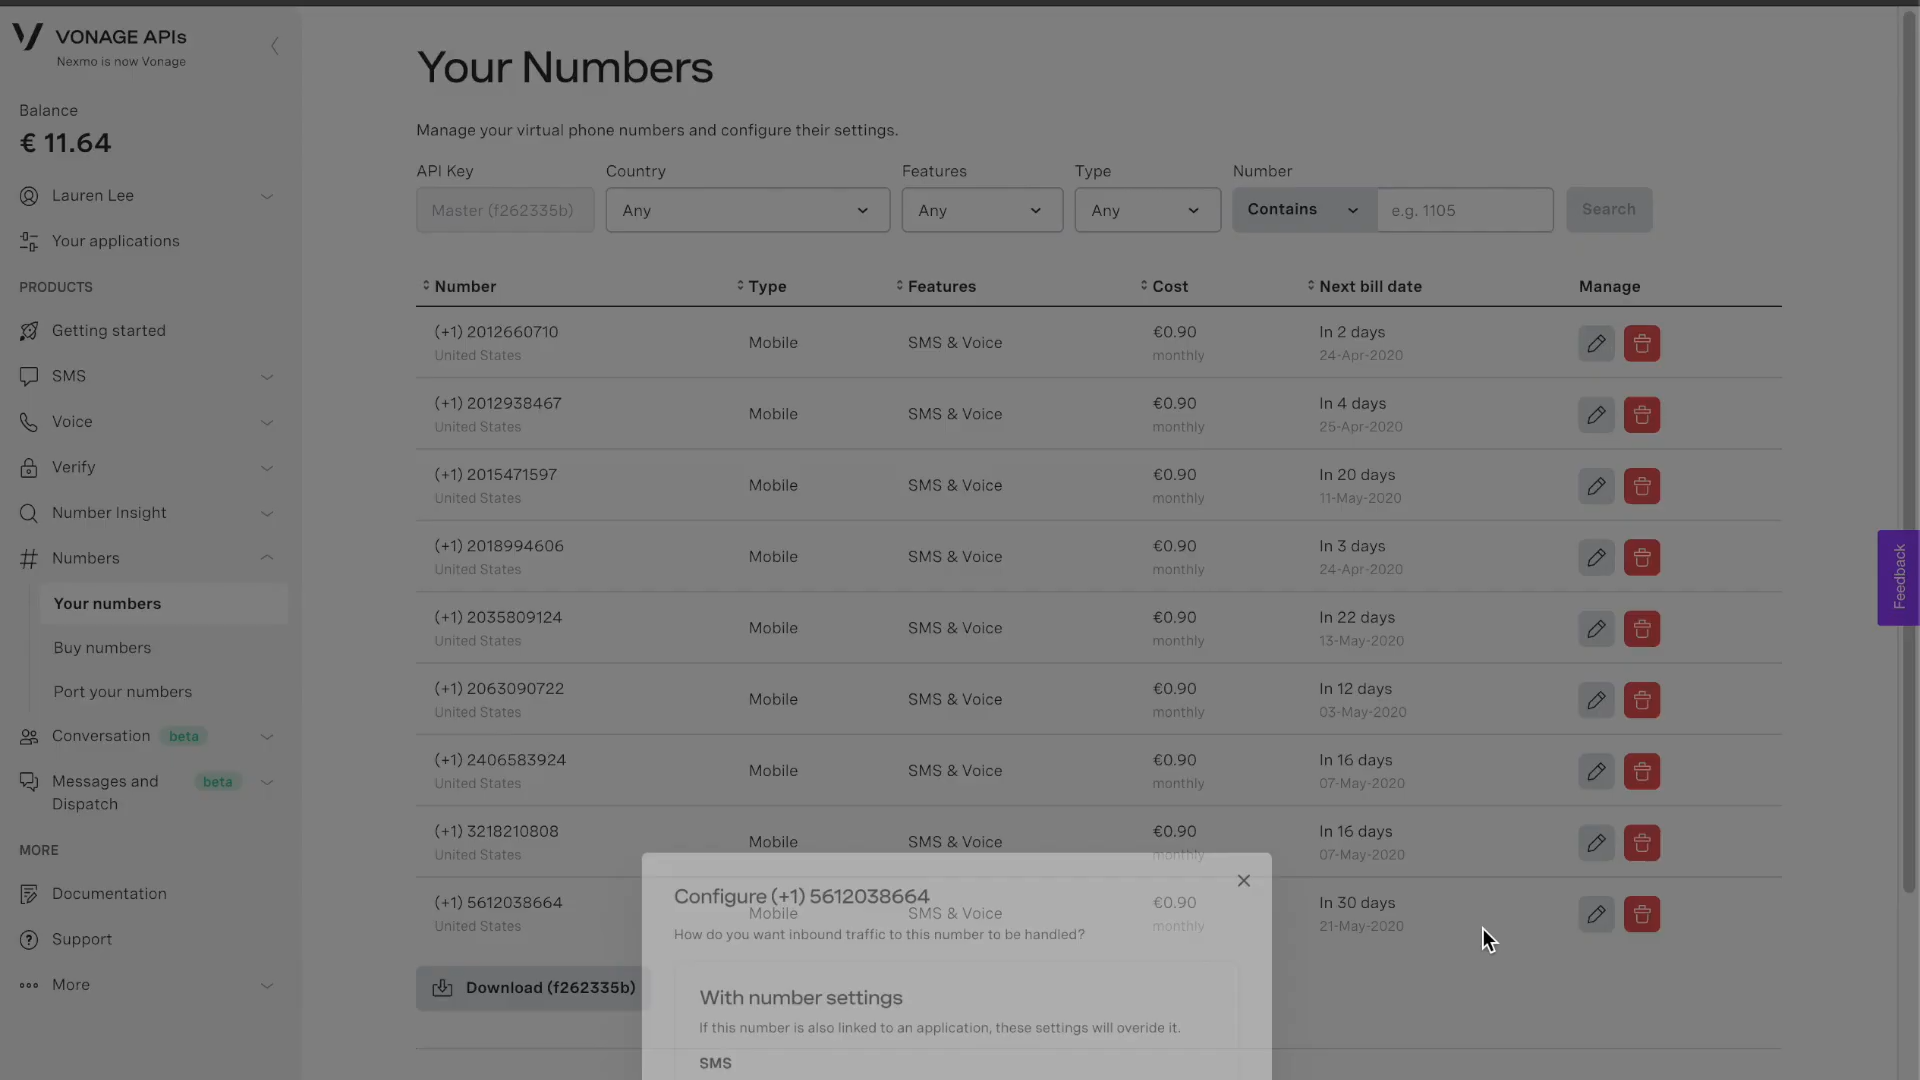 VONAGE APIs
Nexmo is now Vonage
Balance
€ 11.64
Lauren Lee
Your applications
PRODUCTS
Getting started
SMS
Voice
Verify
Number Insight
Numbers
Your numbers
Buy numbers
Port your numbers
Conversation beta
Messages and Dispatch beta
MORE
Documentation
Support
More
Your Numbers
Manage your virtual phone numbers and configure their settings.
API Key Country Features Type Number
Master (f262335b) Any Any Any Contains e.g. 1105 Search
Number Type Features Cost Next bill date Manage
(+1) 2012660710 Mobile SMS & Voice €0.90 In 2 days
United States monthly 24-Apr-2020
(+1) 2012938467 Mobile SMS & Voice €0.90 In 4 days
United States monthly 25-Apr-2020
(+1) 2015471597 Mobile SMS & Voice €0.90 In 20 days
United States monthly 11-May-2020
(+1) 2018994606 Mobile SMS & Voice €0.90 In 3 days
United States monthly 24-Apr-2020
(+1) 2035809124 Mobile SMS & Voice €0.90 In 22 days
United States monthly 13-May-2020
(+1) 2063090722 Mobile SMS & Voice €0.90 In 12 days
United States monthly 03-May-2020
(+1) 2406583924 Mobile SMS & Voice €0.90 In 16 days
United States monthly 07-May-2020
(+1) 3218210808 Mobile SMS & Voice €0.90 In 16 days
United States monthly 07-May-2020
(+1) 5612038664 Mobile SMS & Voice €0.90 In 30 days
United States monthly 21-May-2020
Download (f262335b)
Configure (+1) 5612038664
How do you want inbound traffic to this number to be handled?
With number settings
If this number is also linked to an application, these settings will overide it.
SMS
Feedback